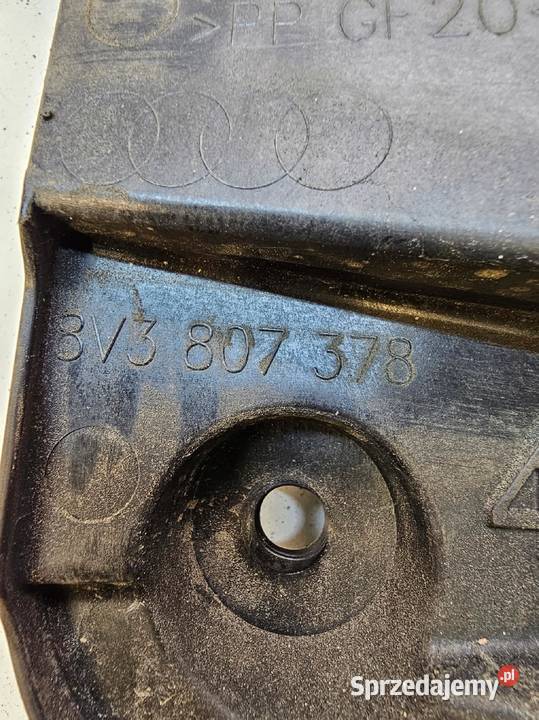 >PP GF20<
8V3 807 378
Sprzedajemy.pl